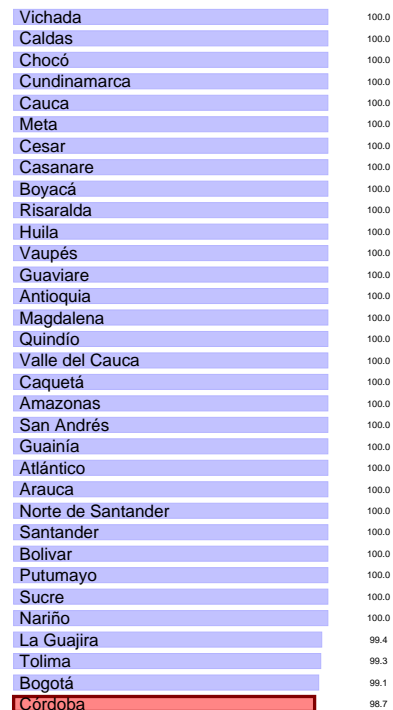 Vichada 100.0
Caldas 100.0
Chocó 100.0
Cundinamarca 100.0
Cauca 100.0
Meta 100.0
Cesar 100.0
Casanare 100.0
Boyacá 100.0
Risaralda 100.0
Huila 100.0
Vaupés 100.0
Guaviare 100.0
Antioquia 100.0
Magdalena 100.0
Quindío 100.0
Valle del Cauca 100.0
Caquetá 100.0
Amazonas 100.0
San Andrés 100.0
Guainía 100.0
Atlántico 100.0
Arauca 100.0
Norte de Santander 100.0
Santander 100.0
Bolivar 100.0
Putumayo 100.0
Sucre 100.0
Nariño 100.0
La Guajira 99.4
Tolima 99.3
Bogotá 99.1
Córdoba 98.7